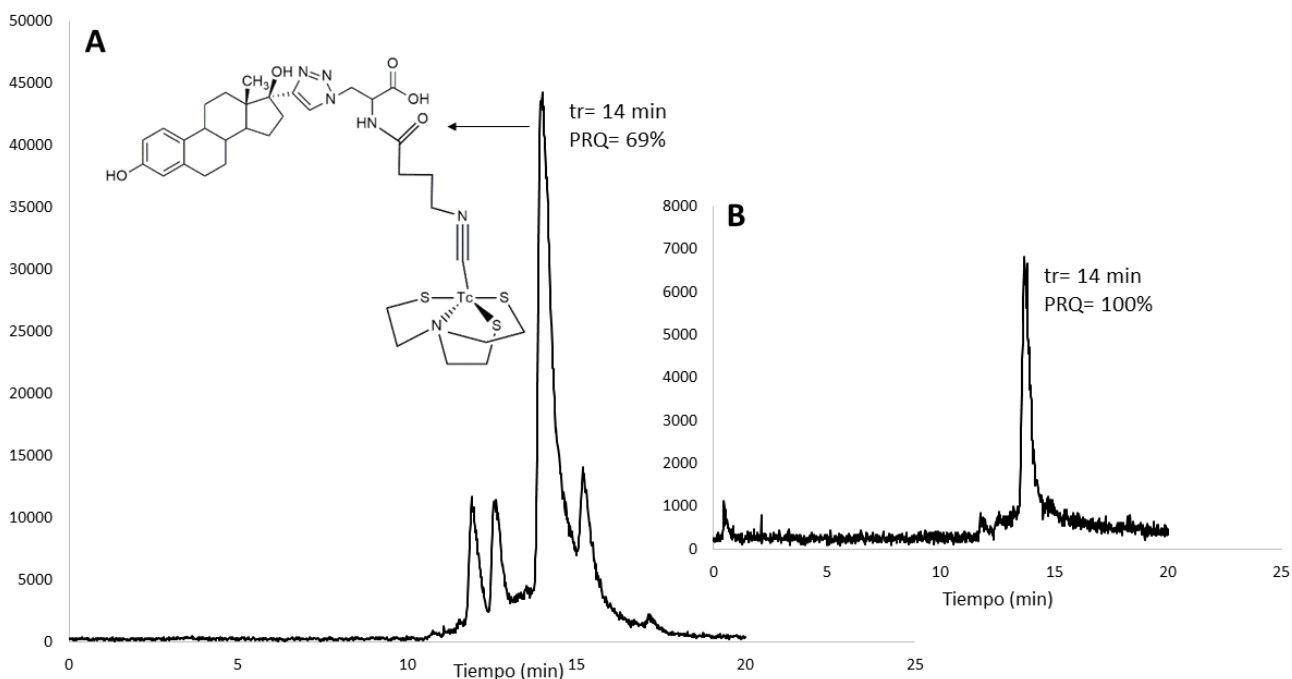 A
50000
45000
40000
35000
30000
25000
20000
15000
10000
5000
0
0
5
10
15
20
25
Tiempo (min)
OH
N
N
N
CH₃
O
OH
HN
O
HO
N
S
Tc
S
N
S
tr= 14 min
PRQ= 69%
B
8000
7000
6000
5000
4000
3000
2000
1000
0
0
5
10
15
20
25
Tiempo (min)
tr= 14 min
PRQ= 100%